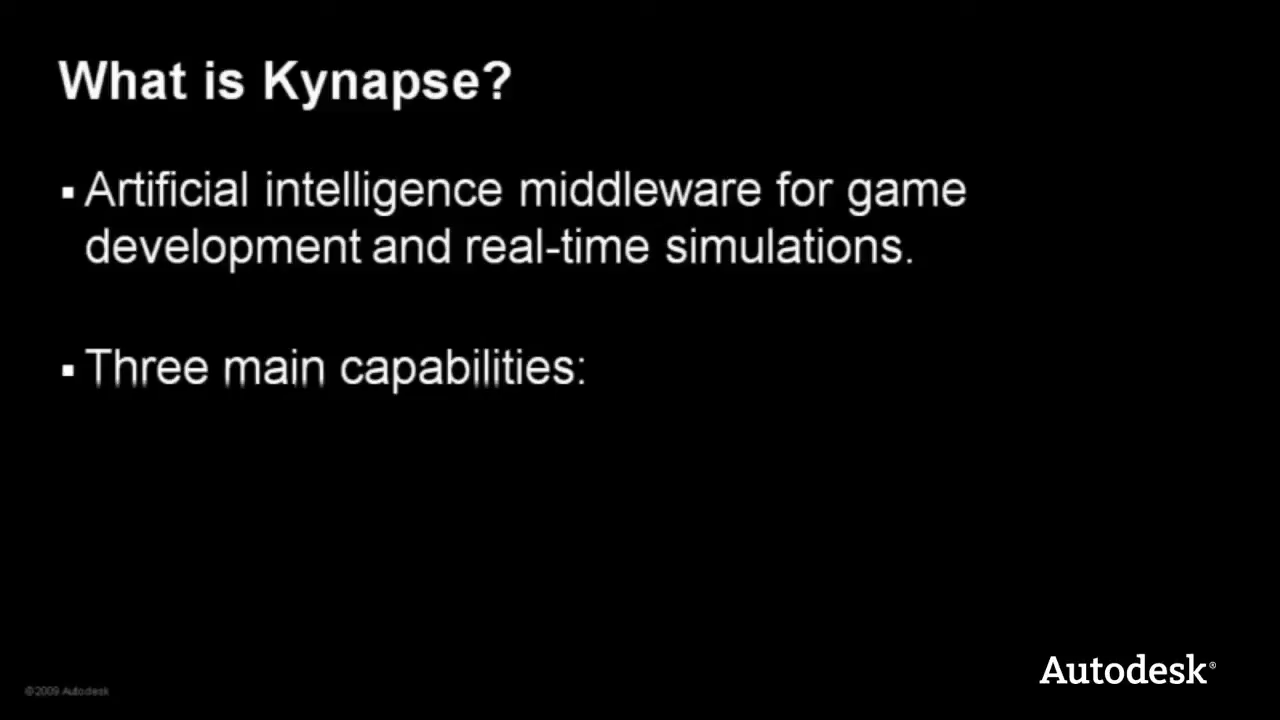 What is Kynapse?
▪ Artificial intelligence middleware for game
development and real-time simulations.
▪ Three main capabilities:
Autodesk®
©2009 Autodesk